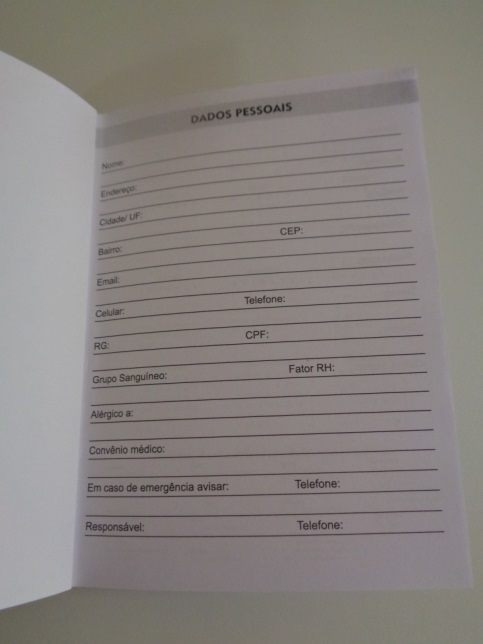 DADOS PESSOAIS
Nome:
Endereço:
Cidade/ UF:
Bairro: CEP:
Email:
Celular: Telefone:
RG: CPF:
Grupo Sanguíneo: Fator RH:
Alérgico a:
Convênio médico:
Em caso de emergência avisar: Telefone:
Responsável: Telefone: